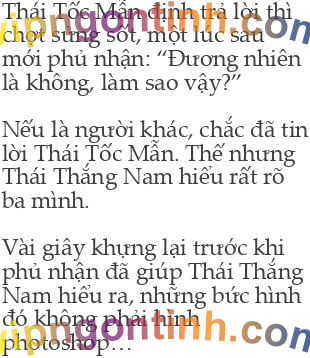 Thái Tốc Mẫn định trả lời thì
chợt sững sót, một lúc sau
mới phủ nhận: “Đương nhiên
là không, làm sao vậy?”
Nếu là người khác, chắc đã tin
lời Thái Tốc Mẫn. Thế nhưng
Thái Thắng Nam hiểu rất rõ
ba mình.
Vài giây khựng lại trước khi
phủ nhận đã giúp Thái Thắng
Nam hiểu ra, những bức hình
đó không phải hình
photoshop…
vipngontinh.com
vipngontinh.com